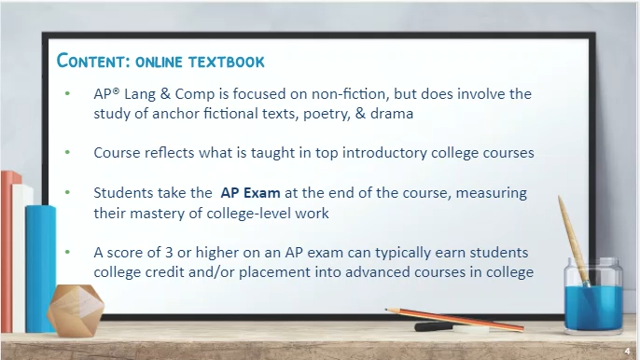 CONTENT: ONLINE TEXTBOOK
• AP® Lang & Comp is focused on non-fiction, but does involve the
study of anchor fictional texts, poetry, & drama
• Course reflects what is taught in top introductory college courses
• Students take the AP Exam at the end of the course, measuring
their mastery of college-level work
• A score of 3 or higher on an AP exam can typically earn students
college credit and/or placement into advanced courses in college
4